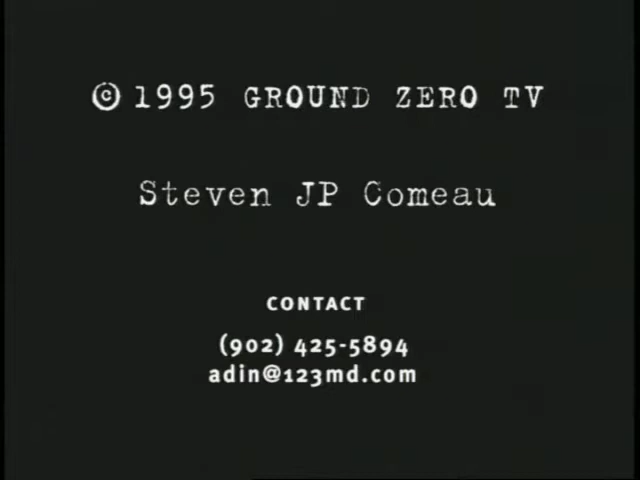 © 1995 GROUND ZERO TV
Steven JP Comeau
CONTACT
(902) 425-5894
adin@123md.com